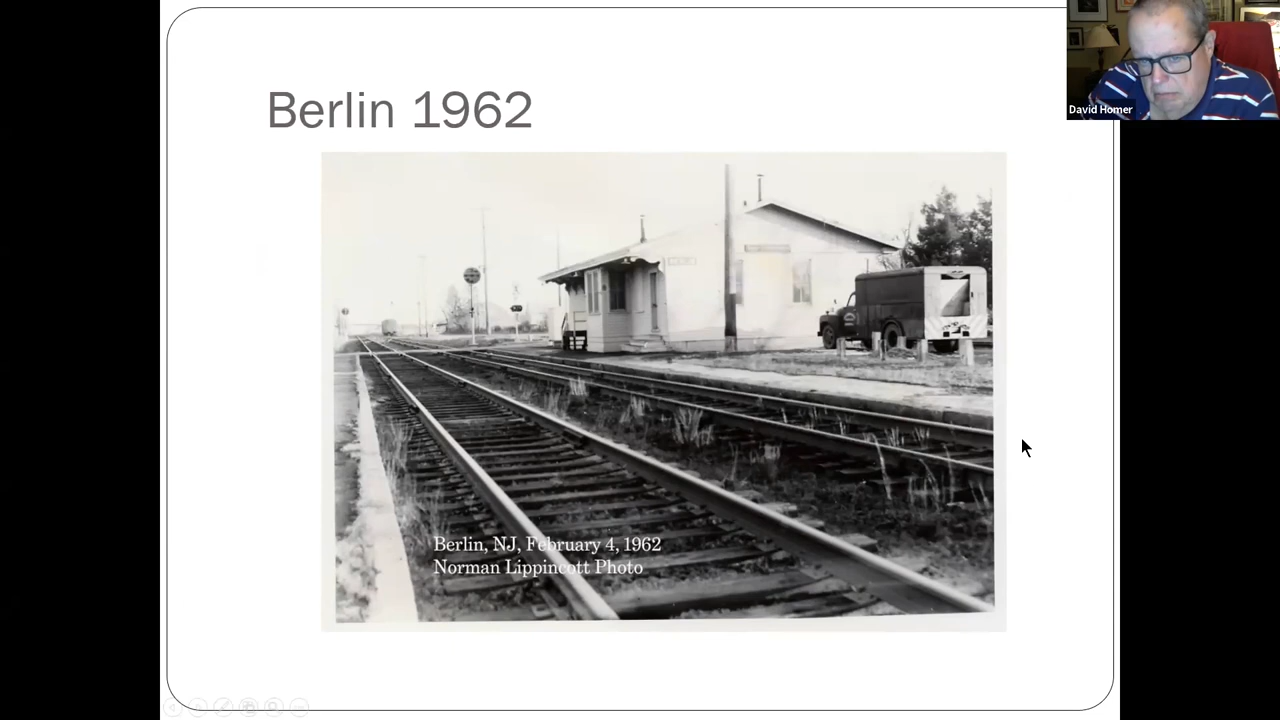 Berlin 1962
David Homer
Berlin, NJ, February 4, 1962
Norman Lippincott Photo